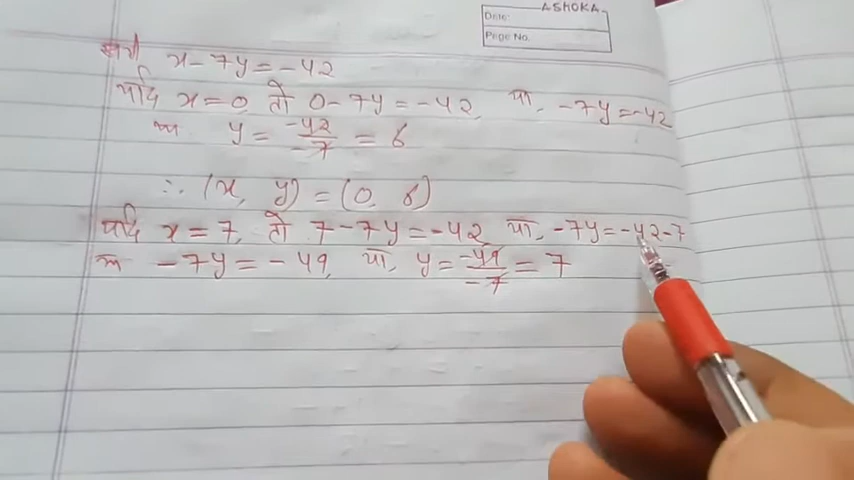 ASHOKA
Date:
Page No.
x - 7y = -42
यदि x = 0, तो 0 - 7y = -42, या, -7y = -42
y = -42/-7 = 6
∴ (x, y) = (0, 6)
यदि x = 7, तो 7 - 7y = -42, या, -7y = -42 - 7
-7y = -49, या, y = -49/-7 = 7